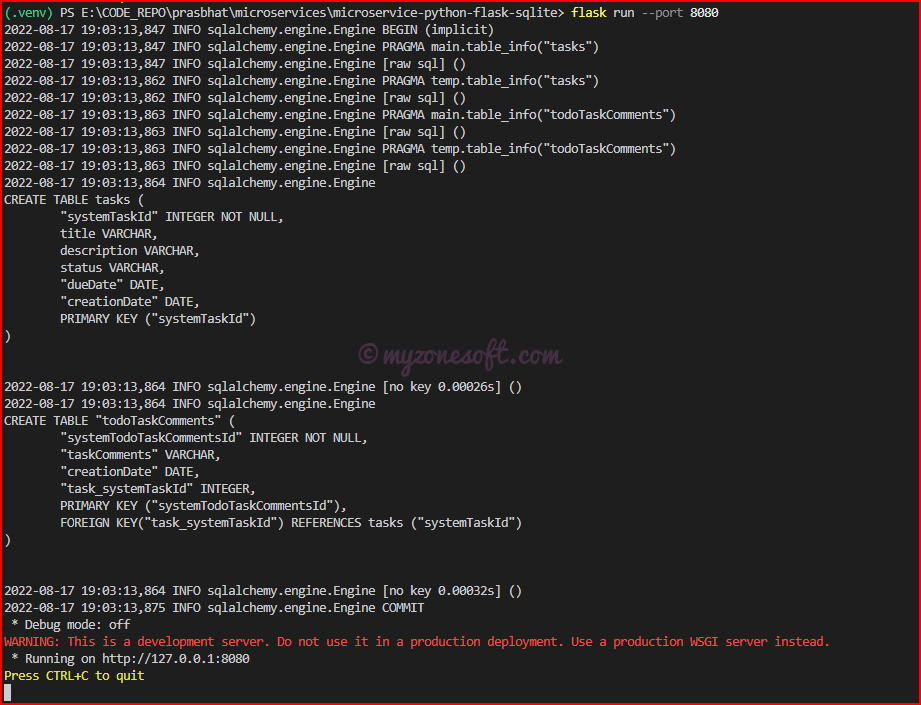 (.venv) PS E:\CODE_REPO\prasbhat\microservices\microservice-python-flask-sqlite> flask run --port 8080
2022-08-17 19:03:13,847 INFO sqlalchemy.engine.Engine BEGIN (implicit)
2022-08-17 19:03:13,847 INFO sqlalchemy.engine.Engine PRAGMA main.table_info("tasks")
2022-08-17 19:03:13,847 INFO sqlalchemy.engine.Engine [raw sql] ()
2022-08-17 19:03:13,862 INFO sqlalchemy.engine.Engine PRAGMA temp.table_info("tasks")
2022-08-17 19:03:13,862 INFO sqlalchemy.engine.Engine [raw sql] ()
2022-08-17 19:03:13,863 INFO sqlalchemy.engine.Engine PRAGMA main.table_info("todoTaskComments")
2022-08-17 19:03:13,863 INFO sqlalchemy.engine.Engine [raw sql] ()
2022-08-17 19:03:13,863 INFO sqlalchemy.engine.Engine PRAGMA temp.table_info("todoTaskComments")
2022-08-17 19:03:13,863 INFO sqlalchemy.engine.Engine [raw sql] ()
2022-08-17 19:03:13,864 INFO sqlalchemy.engine.Engine
CREATE TABLE tasks (
        "systemTaskId" INTEGER NOT NULL,
        title VARCHAR,
        description VARCHAR,
        status VARCHAR,
        "dueDate" DATE,
        "creationDate" DATE,
        PRIMARY KEY ("systemTaskId")
)
© myzonesoft.com
2022-08-17 19:03:13,864 INFO sqlalchemy.engine.Engine [no key 0.00026s] ()
2022-08-17 19:03:13,864 INFO sqlalchemy.engine.Engine
CREATE TABLE "todoTaskComments" (
        "systemTodoTaskCommentsId" INTEGER NOT NULL,
        "taskComments" VARCHAR,
        "creationDate" DATE,
        "task_systemTaskId" INTEGER,
        PRIMARY KEY ("systemTodoTaskCommentsId"),
        FOREIGN KEY("task_systemTaskId") REFERENCES tasks ("systemTaskId")
)
2022-08-17 19:03:13,864 INFO sqlalchemy.engine.Engine [no key 0.00032s] ()
2022-08-17 19:03:13,875 INFO sqlalchemy.engine.Engine COMMIT
 * Debug mode: off
WARNING: This is a development server. Do not use it in a production deployment. Use a production WSGI server instead.
 * Running on http://127.0.0.1:8080
Press CTRL+C to quit